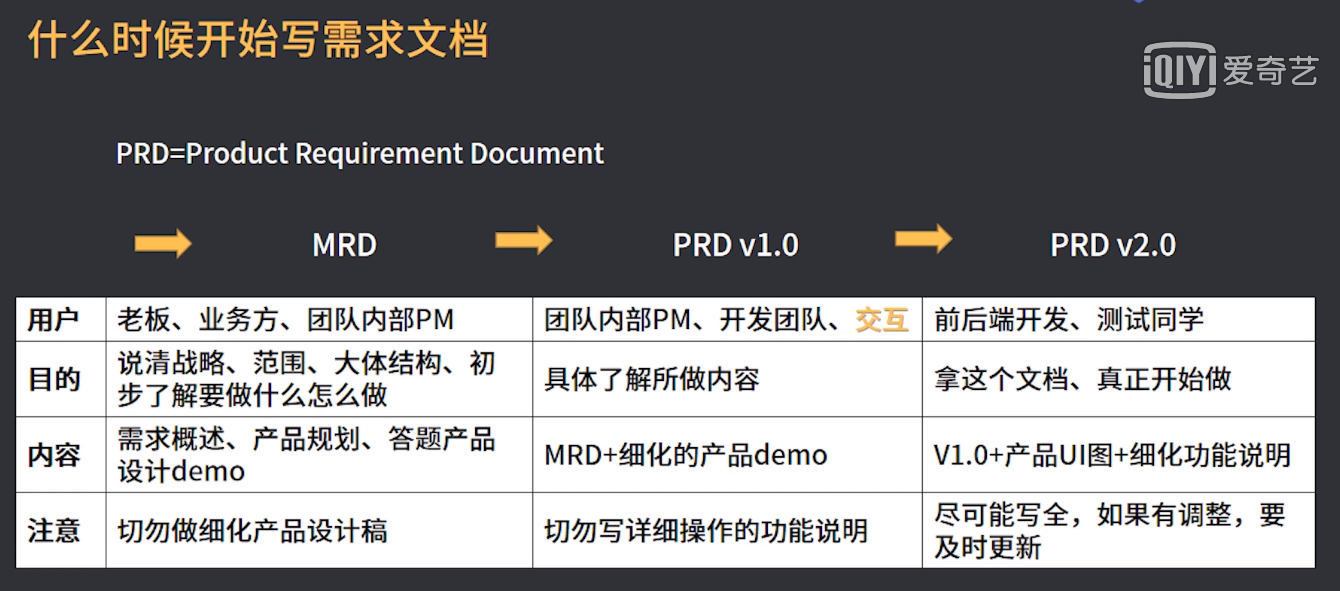 什么时候开始写需求文档
iQIYI 爱奇艺
PRD=Product Requirement Document
MRD
PRD v1.0
PRD v2.0
用户
老板、业务方、团队内部PM
团队内部PM、开发团队、交互
前后端开发、测试同学
目的
说清战略、范围、大体结构、初
步了解要做什么怎么做
具体了解所做内容
拿这个文档、真正开始做
内容
需求概述、产品规划、答题产品
设计demo
MRD+细化的产品demo
V1.0+产品UI图+细化功能说明
注意
切勿做细化产品设计稿
切勿写详细操作的功能说明
尽可能写全，如果有调整，要
及时更新